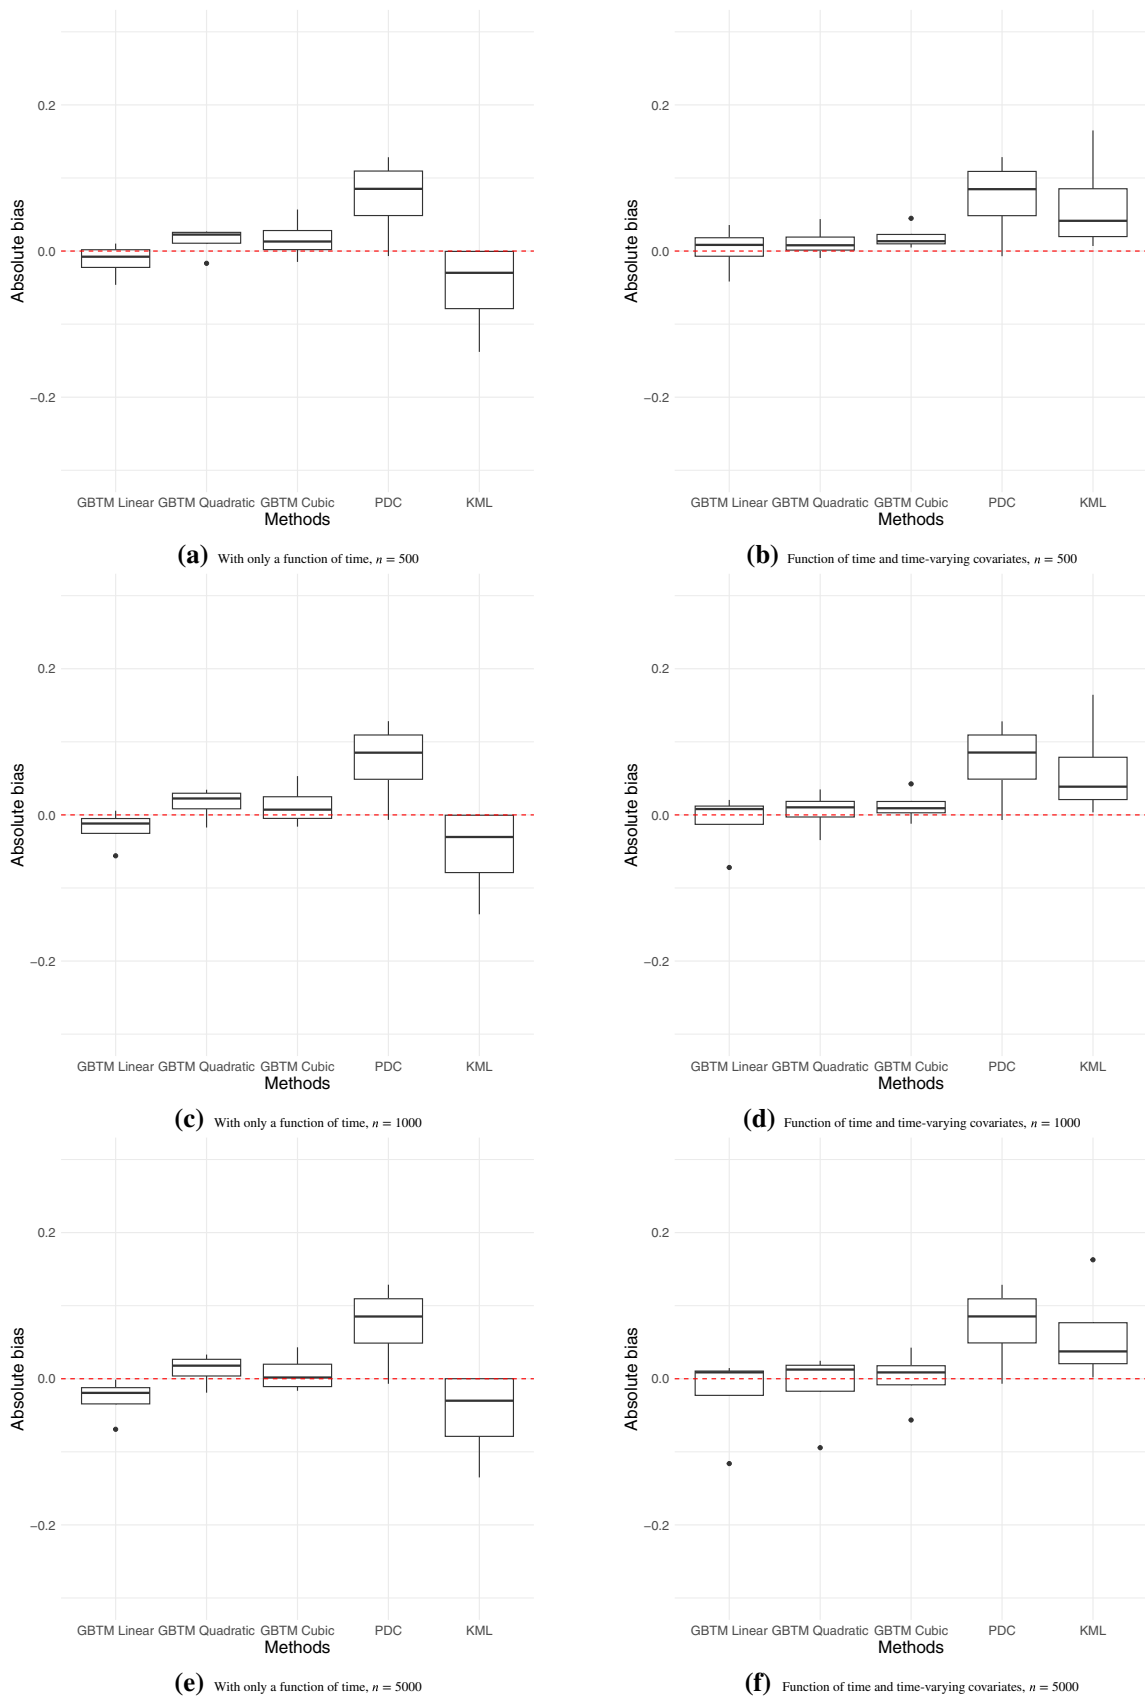 0.2
0.0
−0.2
Absolute bias
GBTM Linear GBTM Quadratic GBTM Cubic PDC KML
Methods
(a) With only a function of time, n = 500
0.2
0.0
−0.2
Absolute bias
GBTM Linear GBTM Quadratic GBTM Cubic PDC KML
Methods
(b) Function of time and time-varying covariates, n = 500
0.2
0.0
−0.2
Absolute bias
GBTM Linear GBTM Quadratic GBTM Cubic PDC KML
Methods
(c) With only a function of time, n = 1000
0.2
0.0
−0.2
Absolute bias
GBTM Linear GBTM Quadratic GBTM Cubic PDC KML
Methods
(d) Function of time and time-varying covariates, n = 1000
0.2
0.0
−0.2
Absolute bias
GBTM Linear GBTM Quadratic GBTM Cubic PDC KML
Methods
(e) With only a function of time, n = 5000
0.2
0.0
−0.2
Absolute bias
GBTM Linear GBTM Quadratic GBTM Cubic PDC KML
Methods
(f) Function of time and time-varying covariates, n = 5000